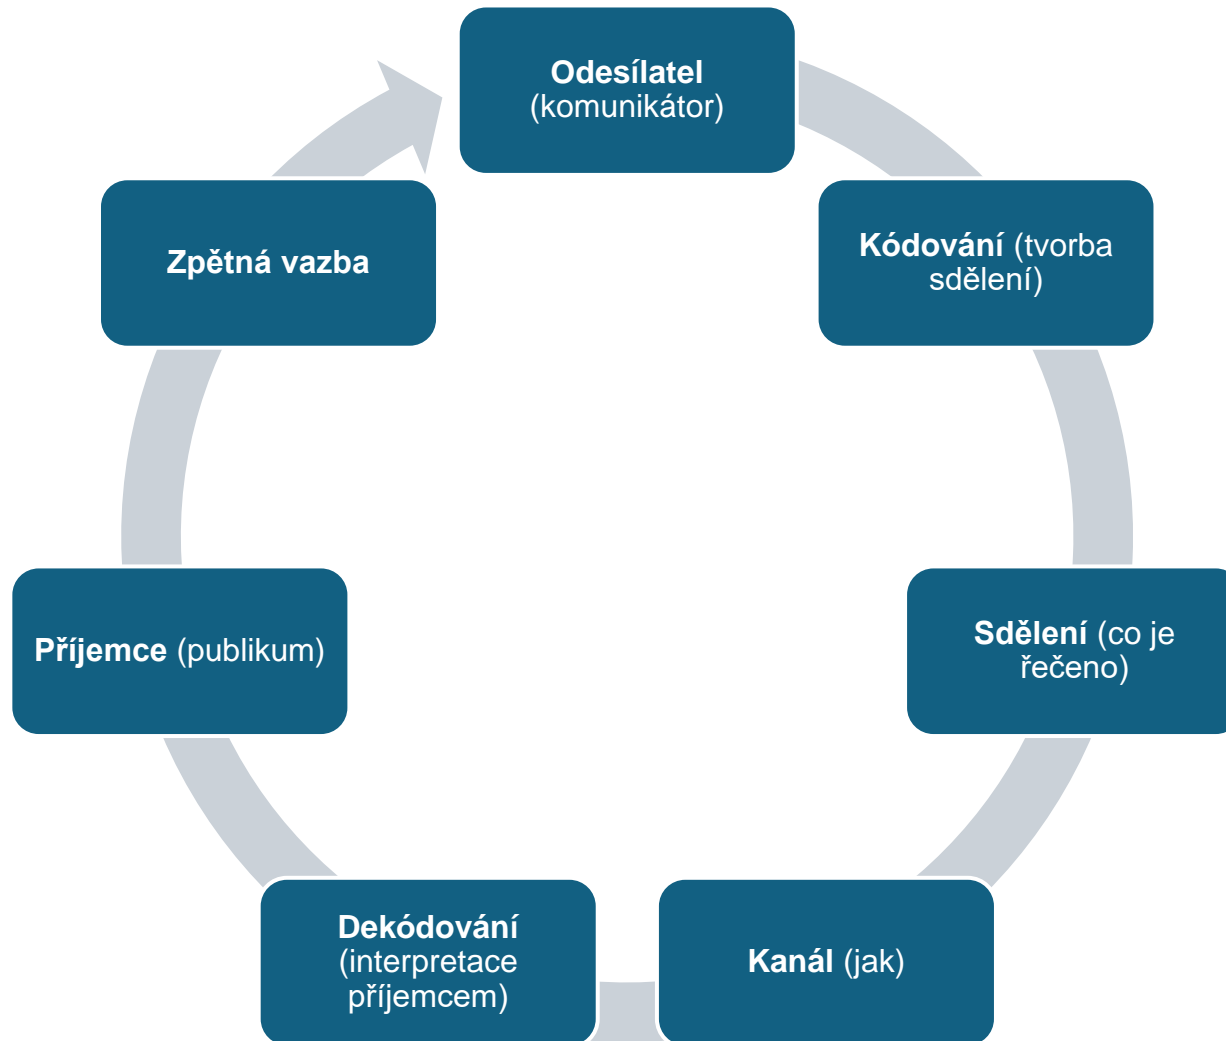 Odesílatel
(komunikátor)
Kódování (tvorba
sdělení)
Sdělení (co je
řečeno)
Kanál (jak)
Dekódování
(interpretace
příjemcem)
Příjemce (publikum)
Zpětná vazba